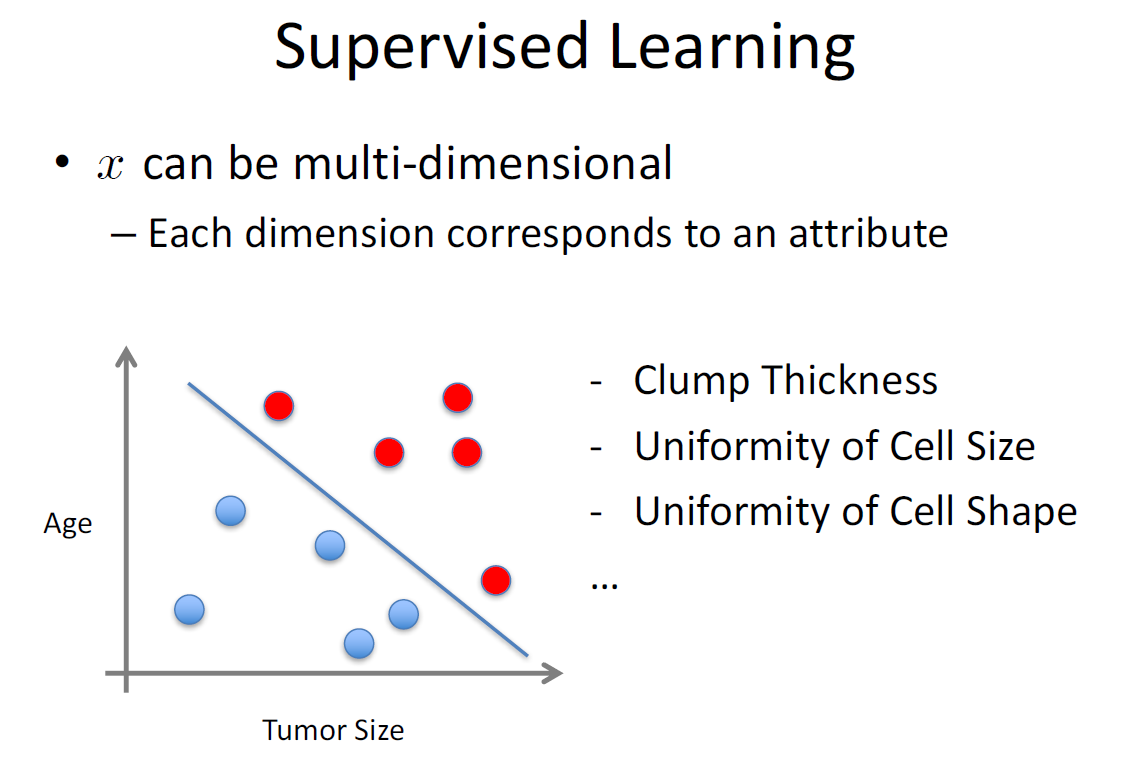 Supervised Learning
• x can be multi-dimensional
– Each dimension corresponds to an attribute
- Clump Thickness
- Uniformity of Cell Size
- Uniformity of Cell Shape
...
Age
Tumor Size